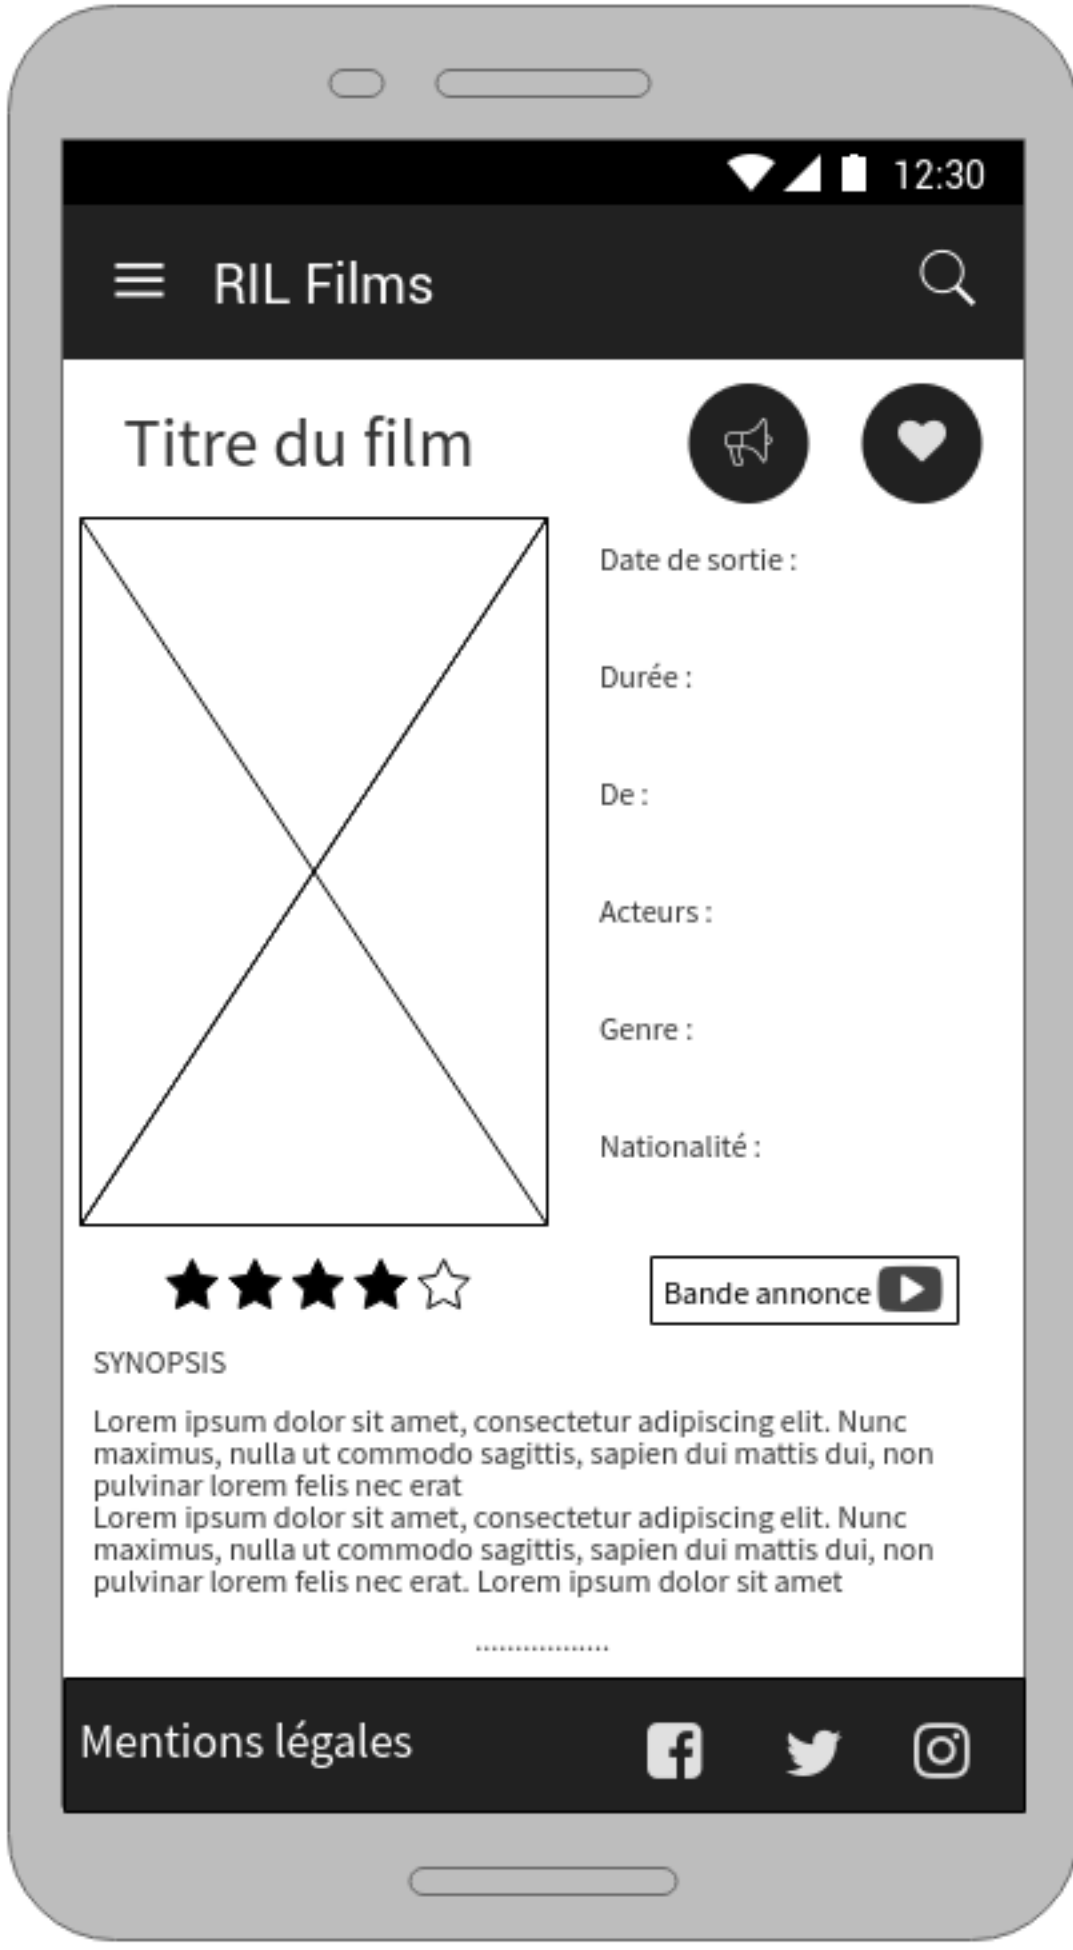 12:30
RIL Films
Titre du film
Date de sortie :
Durée :
De :
Acteurs :
Genre :
Nationalité :
Bande annonce
SYNOPSIS
Lorem ipsum dolor sit amet, consectetur adipiscing elit. Nunc
maximus, nulla ut commodo sagittis, sapien dui mattis dui, non
pulvinar lorem felis nec erat
Lorem ipsum dolor sit amet, consectetur adipiscing elit. Nunc
maximus, nulla ut commodo sagittis, sapien dui mattis dui, non
pulvinar lorem felis nec erat. Lorem ipsum dolor sit amet
.................
Mentions légales